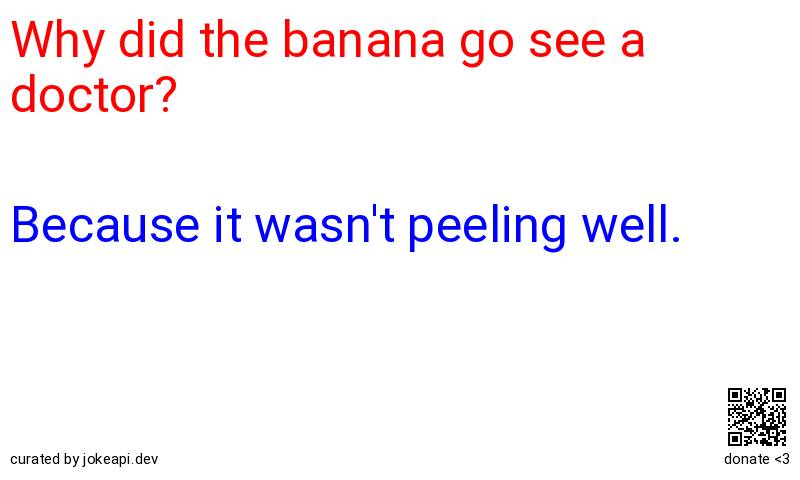 Why did the banana go see a
doctor?
Because it wasn't peeling well.
curated by jokeapi.dev
donate <3